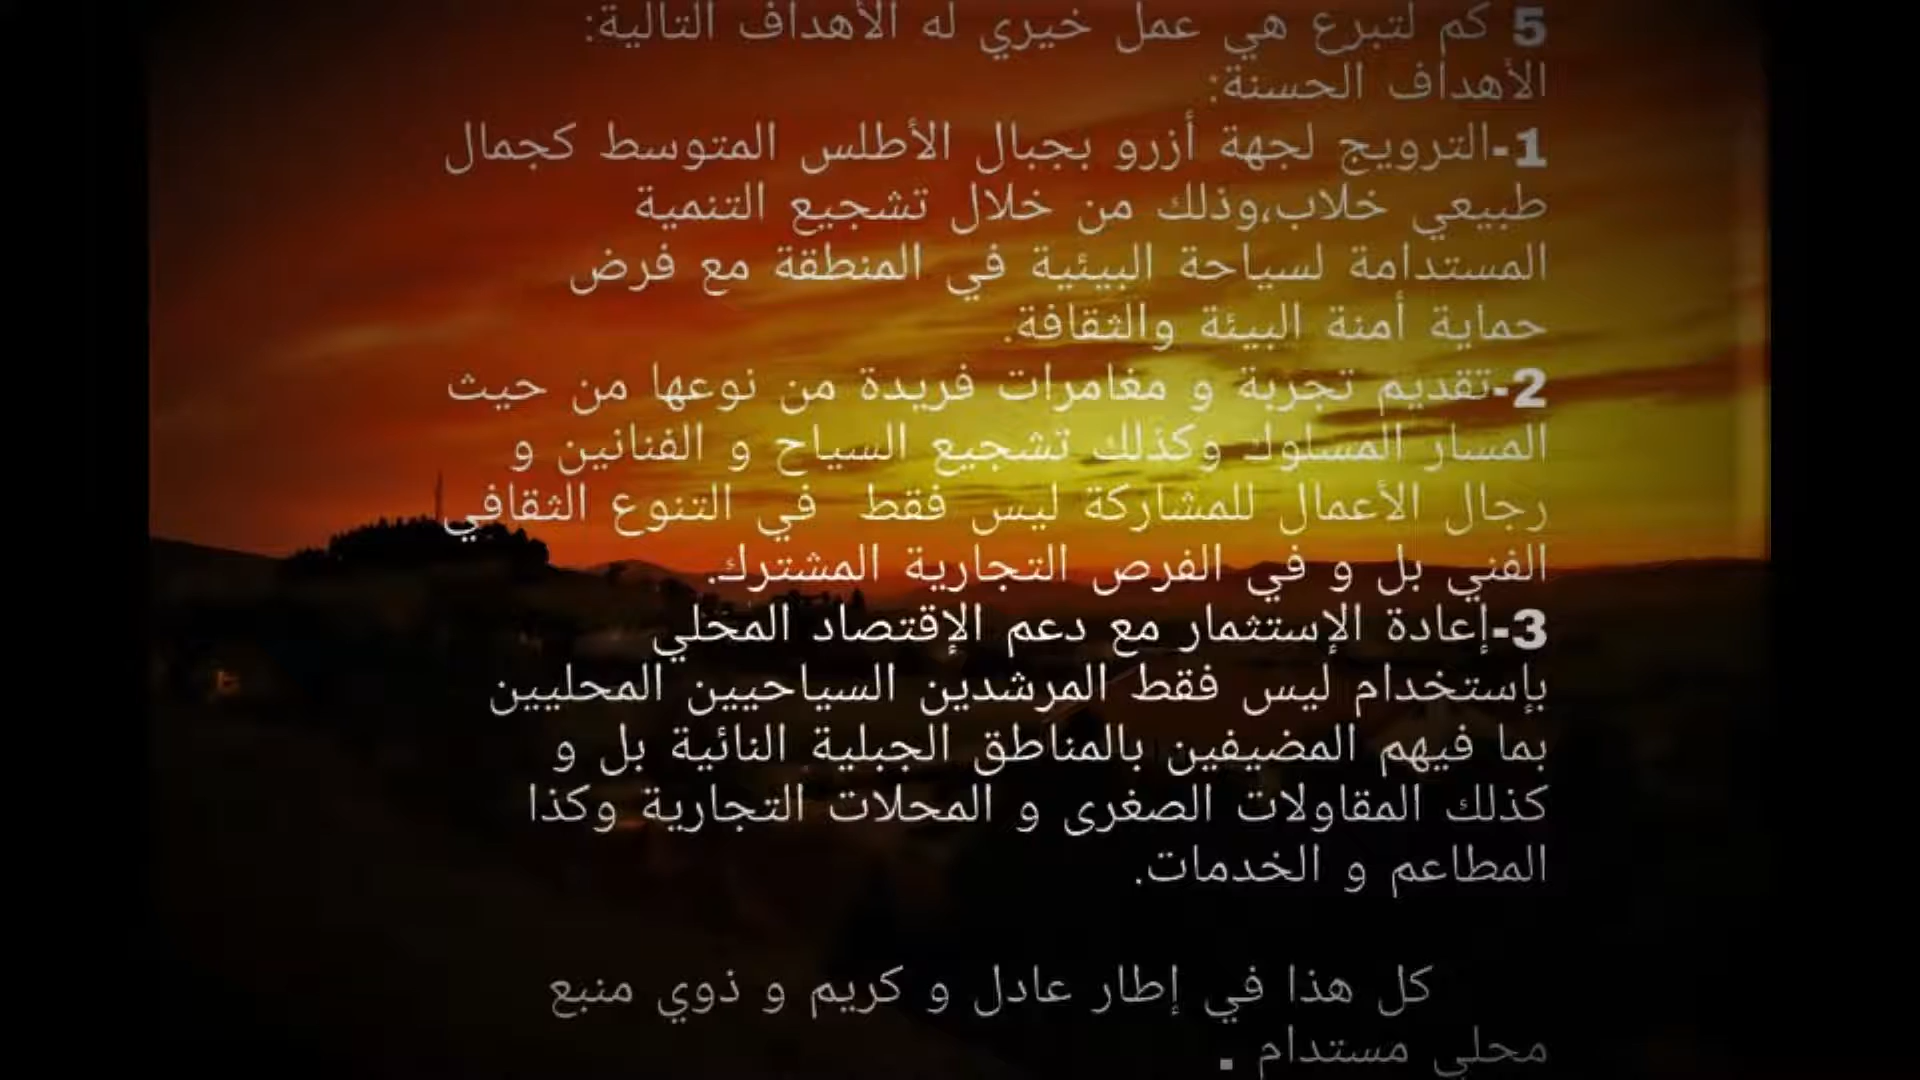 5 كم لتبرع هي عمل خيري له الأهداف التالية:
الأهداف الحسنة:
1-الترويج لجهة أزرو بجبال الأطلس المتوسط كجمال
طبيعي خلاب،وذلك من خلال تشجيع التنمية
المستدامة لسياحة البيئية في المنطقة مع فرض
حماية أمنة البيئة والثقافة.
2-تقديم تجربة و مغامرات فريدة من نوعها من حيث
المسار المسلوك وكذلك تشجيع السياح و الفنانين و
رجال الأعمال للمشاركة ليس فقط في التنوع الثقافي
الفني بل و في الفرص التجارية المشترك.
3-إعادة الإستثمار مع دعم الإقتصاد المحلي
بإستخدام ليس فقط المرشدين السياحيين المحليين
بما فيهم المضيفين بالمناطق الجبلية النائية بل و
كذلك المقاولات الصغرى و المحلات التجارية وكذا
المطاعم و الخدمات.
كل هذا في إطار عادل و كريم و ذوي منبع
محلي مستدام .